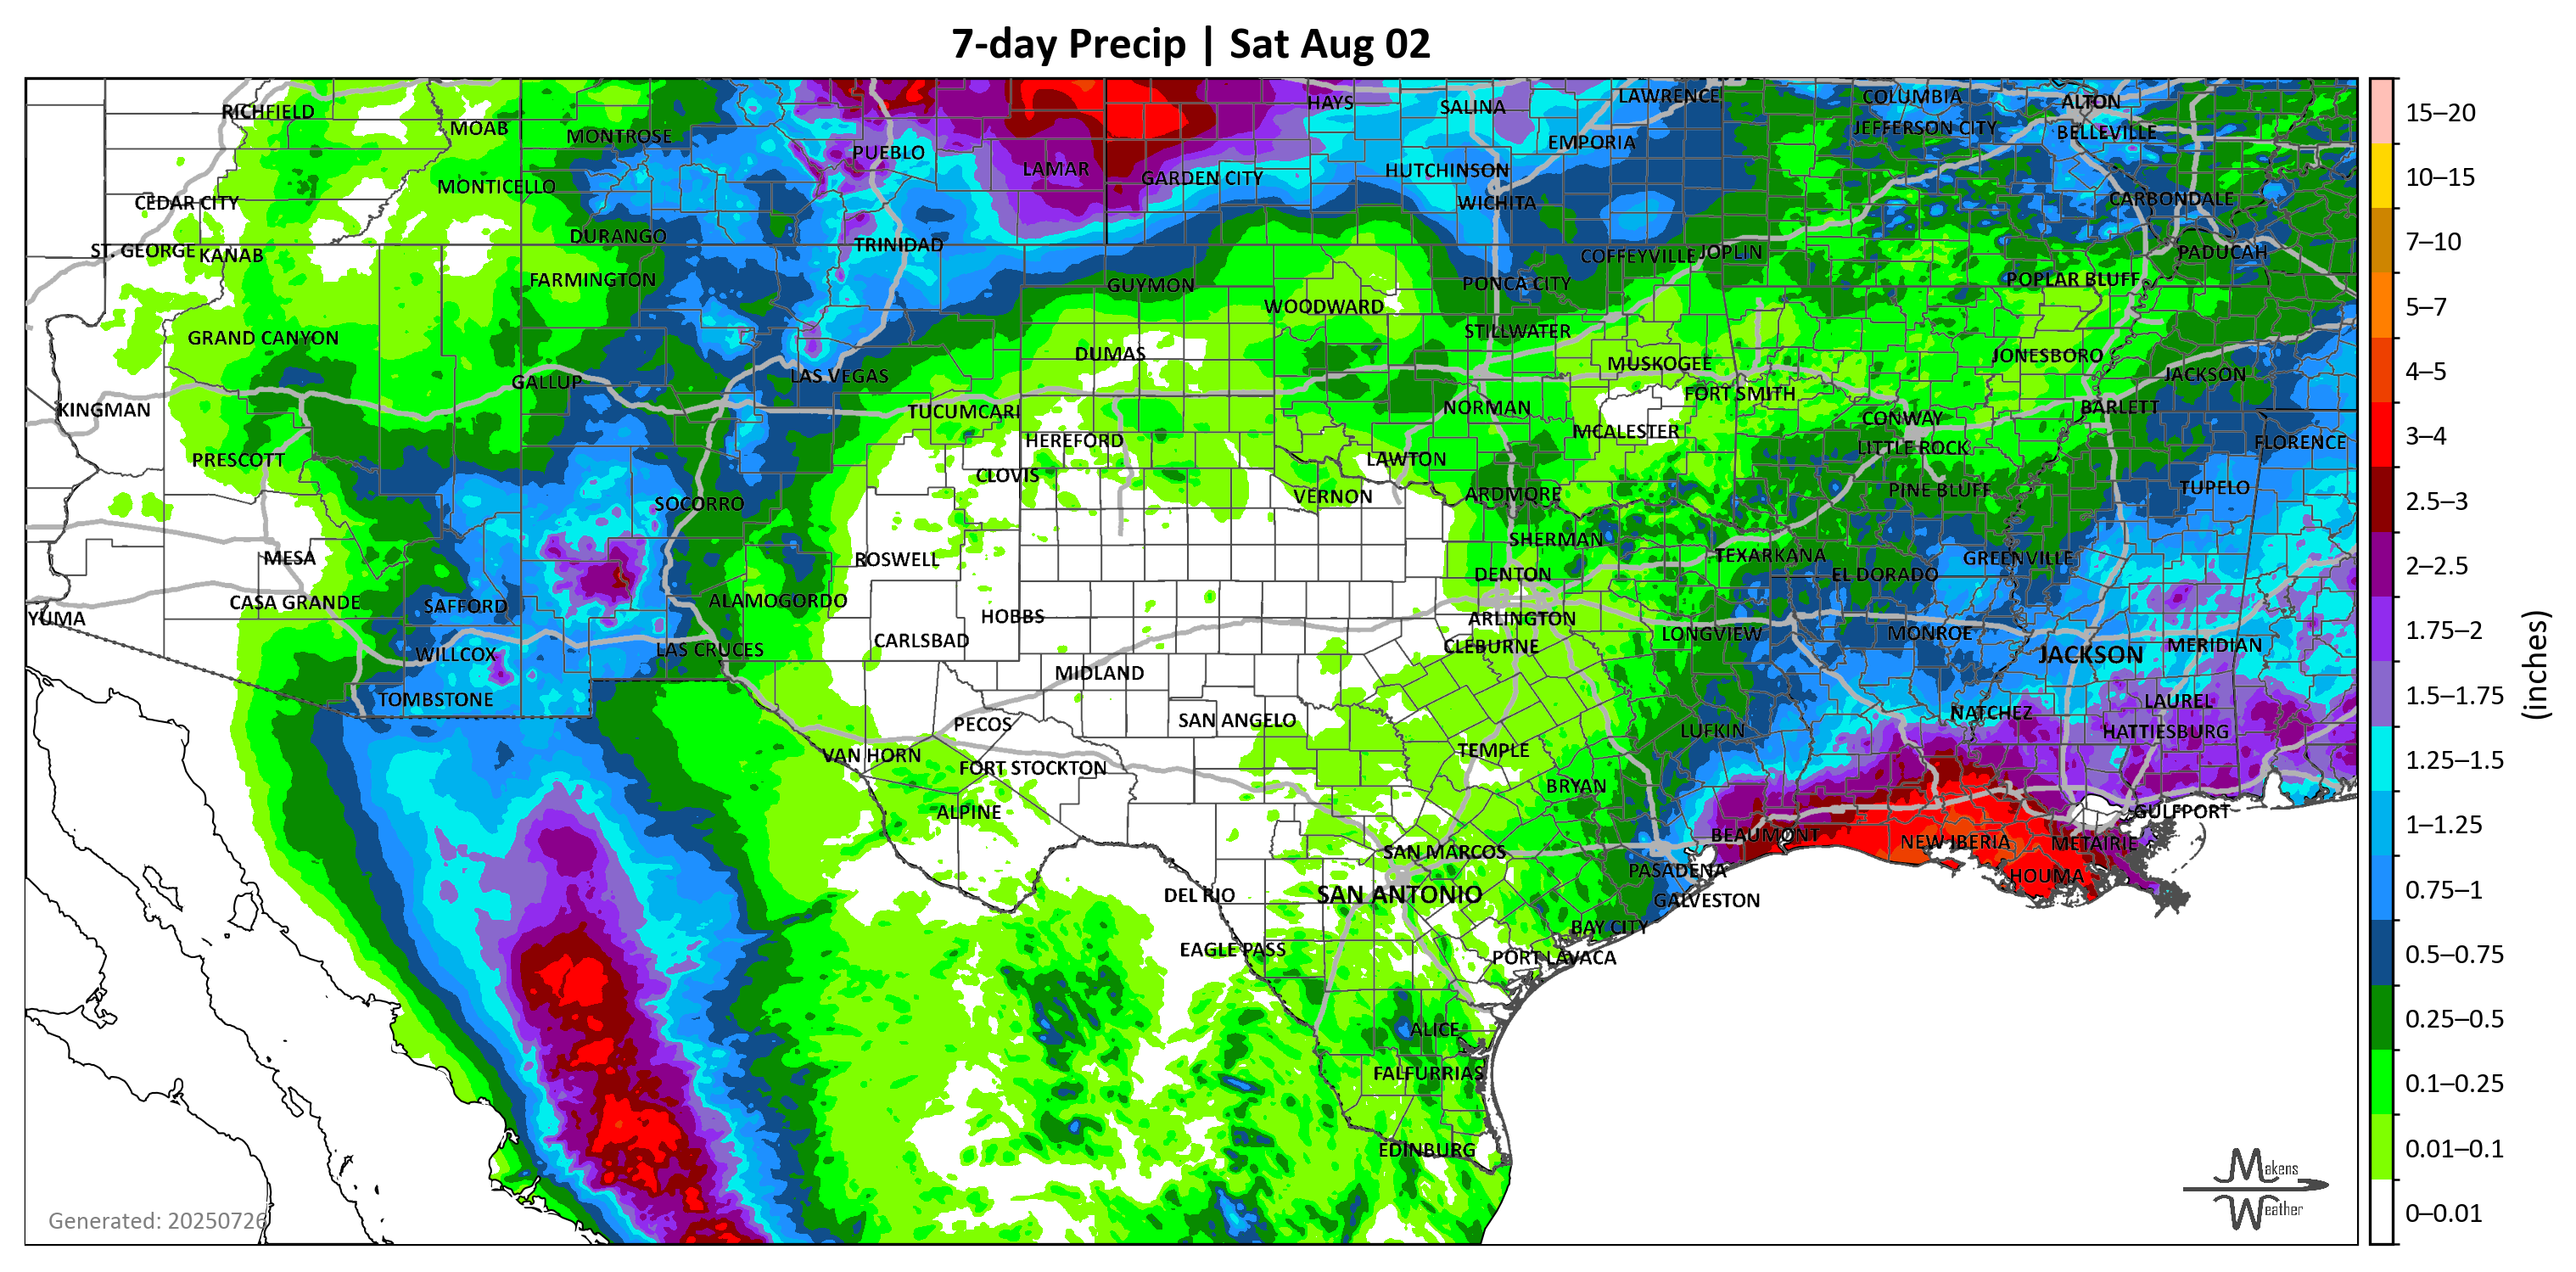 7-day Precip | Sat Aug 02
RICHFIELD
MOAB
MONTROSE
PUEBLO
LAMAR
GARDEN CITY
HAYS
SALINA
LAWRENCE
EMPORIA
HUTCHINSON
WICHITA
COLUMBIA
JEFFERSON CITY
ALTON
BELLEVILLE
CARBONDALE
MONTICELLO
CEDAR CITY
ST. GEORGE
KANAB
DURANGO
TRINIDAD
FARMINGTON
GUYMON
WOODWARD
PONCA CITY
COFFEYVILLE
JOPLIN
POPLAR BLUFF
PADUCAH
GRAND CANYON
DUMAS
STILLWATER
MUSKOGEE
JONESBORO
JACKSON
GALLUP
LAS VEGAS
KINGMAN
TUCUMCARI
NORMAN
FORT SMITH
CONWAY
BARLETT
HEREFORD
MCALESTER
LITTLE ROCK
FLORENCE
PRESCOTT
CLOVIS
LAWTON
VERNON
ARDMORE
PINE BLUFF
TUPELO
SOCORRO
MESA
ROSWELL
SHERMAN
TEXARKANA
GREENVILLE
DENTON
EL DORADO
CASA GRANDE
SAFFORD
ALAMOGORDO
YUMA
HOBBS
ARLINGTON
CARLSBAD
CLEBURNE
LONGVIEW
MONROE
JACKSON
MERIDIAN
WILLCOX
LAS CRUCES
MIDLAND
TOMBSTONE
PECOS
SAN ANGELO
LUFKIN
NATCHEZ
LAUREL
HATTIESBURG
VAN HORN
FORT STOCKTON
TEMPLE
BRYAN
ALPINE
GULFPORT
BEAUMONT
NEW IBERIA
METAIRIE
SAN MARCOS
PASADENA
HOUMA
DEL RIO
SAN ANTONIO
GALVESTON
BAY CITY
EAGLE PASS
PORT LAVACA
ALICE
FALFURRIAS
EDINBURG
Generated: 20250726
Makens
Weather
15–20
10–15
7–10
5–7
4–5
3–4
2.5–3
2–2.5
1.75–2
1.5–1.75
1.25–1.5
1–1.25
0.75–1
0.5–0.75
0.25–0.5
0.1–0.25
0.01–0.1
0–0.01
(inches)